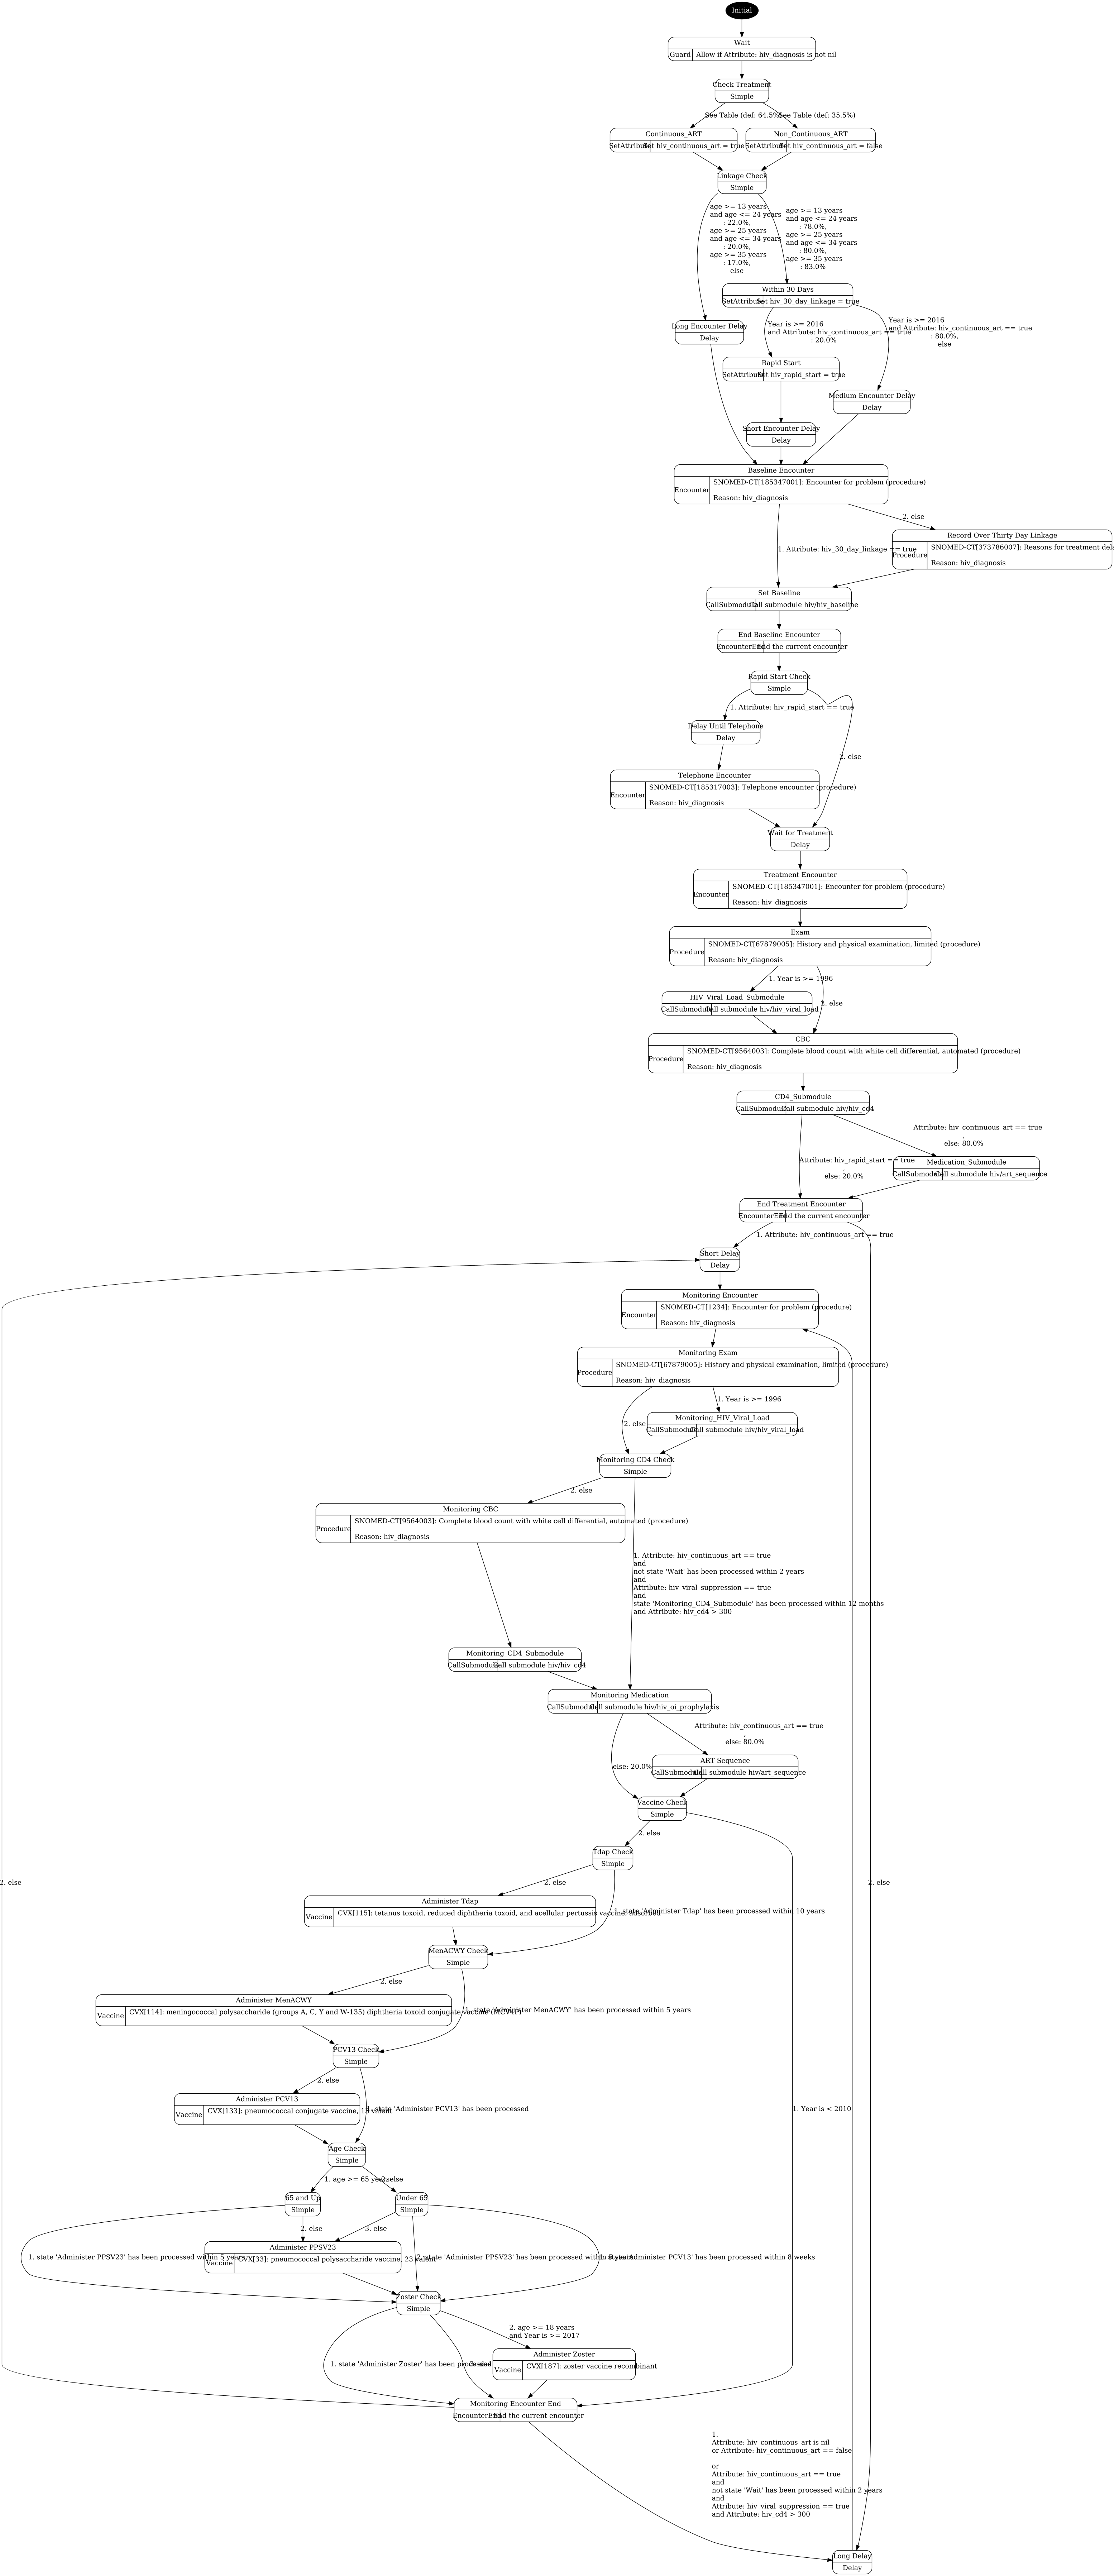 Initial
Wait
Guard
Allow if Attribute: hiv_diagnosis is not nil
Check Treatment
Simple
See Table (def: 64.5%)
See Table (def: 35.5%)
Continuous_ART
SetAttribute
Set hiv_continuous_art = true
Non_Continuous_ART
SetAttribute
Set hiv_continuous_art = false
Linkage Check
Simple
age >= 13 years
and age <= 24 years
: 22.0%,
age >= 25 years
and age <= 34 years
: 20.0%,
age >= 35 years
: 17.0%,
else
age >= 13 years
and age <= 24 years
: 78.0%,
age >= 25 years
and age <= 34 years
: 80.0%,
age >= 35 years
: 83.0%
Within 30 Days
SetAttribute
Set hiv_30_day_linkage = true
Long Encounter Delay
Delay
Year is >= 2016
and Attribute: hiv_continuous_art == true
: 20.0%
Year is >= 2016
and Attribute: hiv_continuous_art == true
: 80.0%,
else
Rapid Start
SetAttribute
Set hiv_rapid_start = true
Medium Encounter Delay
Delay
Short Encounter Delay
Delay
Baseline Encounter
Encounter
SNOMED-CT[185347001]: Encounter for problem (procedure)
Reason: hiv_diagnosis
2. else
1. Attribute: hiv_30_day_linkage == true
Record Over Thirty Day Linkage
Procedure
SNOMED-CT[373786007]: Reasons for treatment
Reason: hiv_diagnosis
Set Baseline
CallSubmodule
Call submodule hiv/hiv_baseline
End Baseline Encounter
EncounterEnd
End the current encounter
Rapid Start Check
Simple
1. Attribute: hiv_rapid_start == true
2. else
Delay Until Telephone
Delay
Telephone Encounter
Encounter
SNOMED-CT[185317003]: Telephone encounter (procedure)
Reason: hiv_diagnosis
Wait for Treatment
Delay
Treatment Encounter
Encounter
SNOMED-CT[185347001]: Encounter for problem (procedure)
Reason: hiv_diagnosis
Exam
Procedure
SNOMED-CT[67879005]: History and physical examination, limited (procedure)
Reason: hiv_diagnosis
1. Year is >= 1996
2. else
HIV_Viral_Load_Submodule
CallSubmodule
Call submodule hiv/hiv_viral_load
CBC
Procedure
SNOMED-CT[9564003]: Complete blood count with white cell differential, automated (procedure)
Reason: hiv_diagnosis
CD4_Submodule
CallSubmodule
Call submodule hiv/hiv_cd4
Attribute: hiv_continuous_art == true
,
else: 80.0%
Attribute: hiv_rapid_start == true
,
else: 20.0%
Medication_Submodule
CallSubmodule
Call submodule hiv/art_sequence
End Treatment Encounter
EncounterEnd
End the current encounter
1. Attribute: hiv_continuous_art == true
Short Delay
Delay
Monitoring Encounter
Encounter
SNOMED-CT[1234]: Encounter for problem (procedure)
Reason: hiv_diagnosis
Monitoring Exam
Procedure
SNOMED-CT[67879005]: History and physical examination, limited (procedure)
Reason: hiv_diagnosis
1. Year is >= 1996
2. else
Monitoring_HIV_Viral_Load
CallSubmodule
Call submodule hiv/hiv_viral_load
Monitoring CD4 Check
Simple
2. else
Monitoring CBC
Procedure
SNOMED-CT[9564003]: Complete blood count with white cell differential, automated (procedure)
Reason: hiv_diagnosis
1. Attribute: hiv_continuous_art == true
and
not state 'Wait' has been processed within 2 years
and
Attribute: hiv_viral_suppression == true
and
state 'Monitoring_CD4_Submodule' has been processed within 12 months
and Attribute: hiv_cd4 > 300
Monitoring_CD4_Submodule
CallSubmodule
Call submodule hiv/hiv_cd4
Monitoring Medication
CallSubmodule
Call submodule hiv/hiv_oi_prophylaxis
Attribute: hiv_continuous_art == true
,
else: 80.0%
else: 20.0%
ART Sequence
CallSubmodule
Call submodule hiv/art_sequence
Vaccine Check
Simple
2. else
Tdap Check
Simple
2. else
2. else
2. else
Administer Tdap
Vaccine
CVX[115]: tetanus toxoid, reduced diphtheria toxoid, and acellular pertussis vaccine, adsorbed
1. state 'Administer Tdap' has been processed within 10 years
MenACWY Check
Simple
2. else
Administer MenACWY
Vaccine
CVX[114]: meningococcal polysaccharide (groups A, C, Y and W-135) diphtheria toxoid conjugate vaccine (MCV4P)
1. state 'Administer MenACWY' has been processed within 5 years
PCV13 Check
Simple
2. else
Administer PCV13
Vaccine
CVX[133]: pneumococcal conjugate vaccine, 13 valent
1. state 'Administer PCV13' has been processed
1. Year is < 2010
Age Check
Simple
1. age >= 65 years
2. else
65 and Up
Simple
Under 65
Simple
2. else
3. else
Administer PPSV23
Vaccine
CVX[33]: pneumococcal polysaccharide vaccine, 23 valent
1. state 'Administer PPSV23' has been processed within 5 years
2. state 'Administer PPSV23' has been processed within 5 years
1. state 'Administer PCV13' has been processed within 8 weeks
Zoster Check
Simple
2. age >= 18 years
and Year is >= 2017
Administer Zoster
Vaccine
CVX[187]: zoster vaccine recombinant
1. state 'Administer Zoster' has been processed
3. else
Monitoring Encounter End
EncounterEnd
End the current encounter
1.
Attribute: hiv_continuous_art is nil
or Attribute: hiv_continuous_art == false
or
Attribute: hiv_continuous_art == true
and
not state 'Wait' has been processed within 2 years
and
Attribute: hiv_viral_suppression == true
and Attribute: hiv_cd4 > 300
Long Delay
Delay